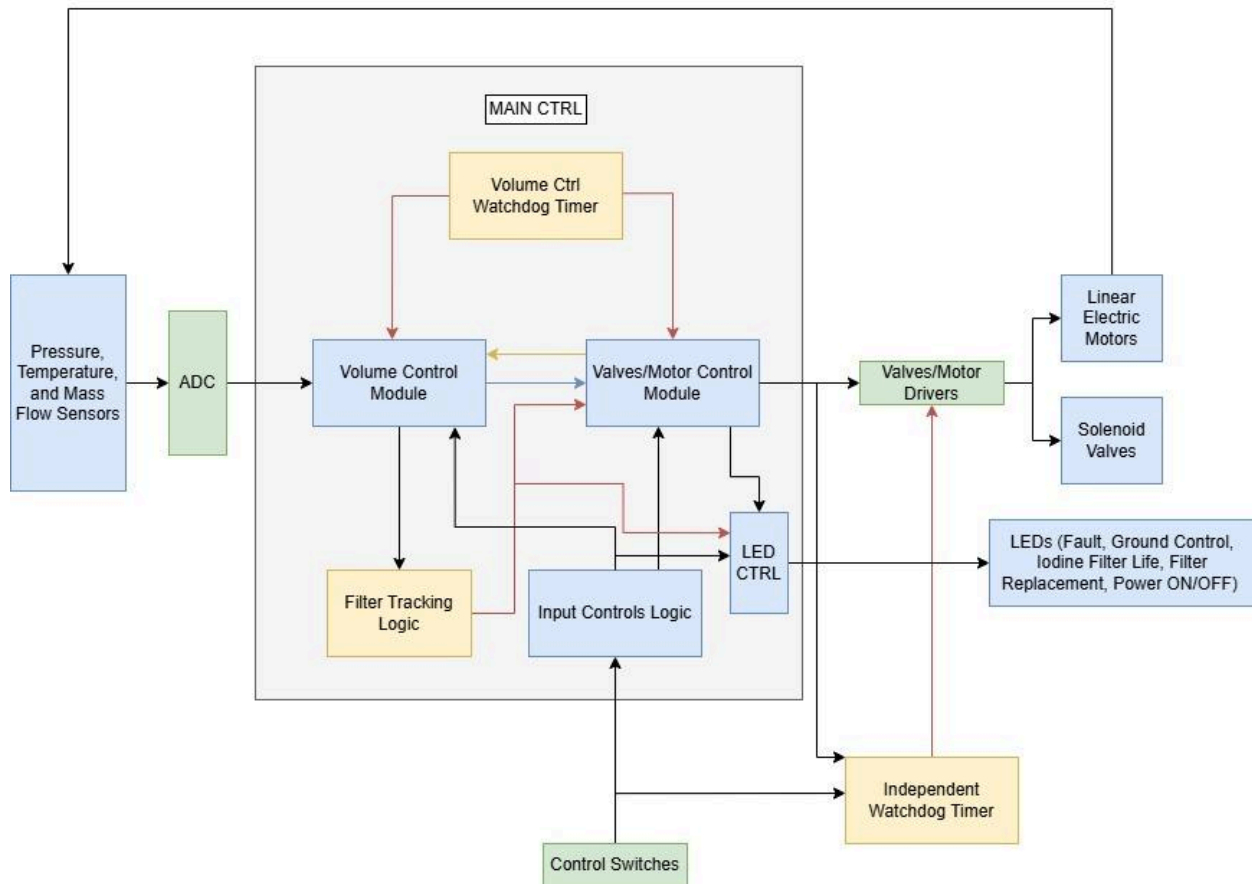 MAIN CTRL
Volume Ctrl
Watchdog Timer
Pressure,
Temperature,
and Mass
Flow Sensors
ADC
Volume Control
Module
Valves/Motor Control
Module
Valves/Motor
Drivers
Linear
Electric
Motors
Solenoid
Valves
LED
CTRL
LEDs (Fault, Ground Control,
Iodine Filter Life, Filter
Replacement, Power ON/OFF)
Filter Tracking
Logic
Input Controls Logic
Independent
Watchdog Timer
Control Switches